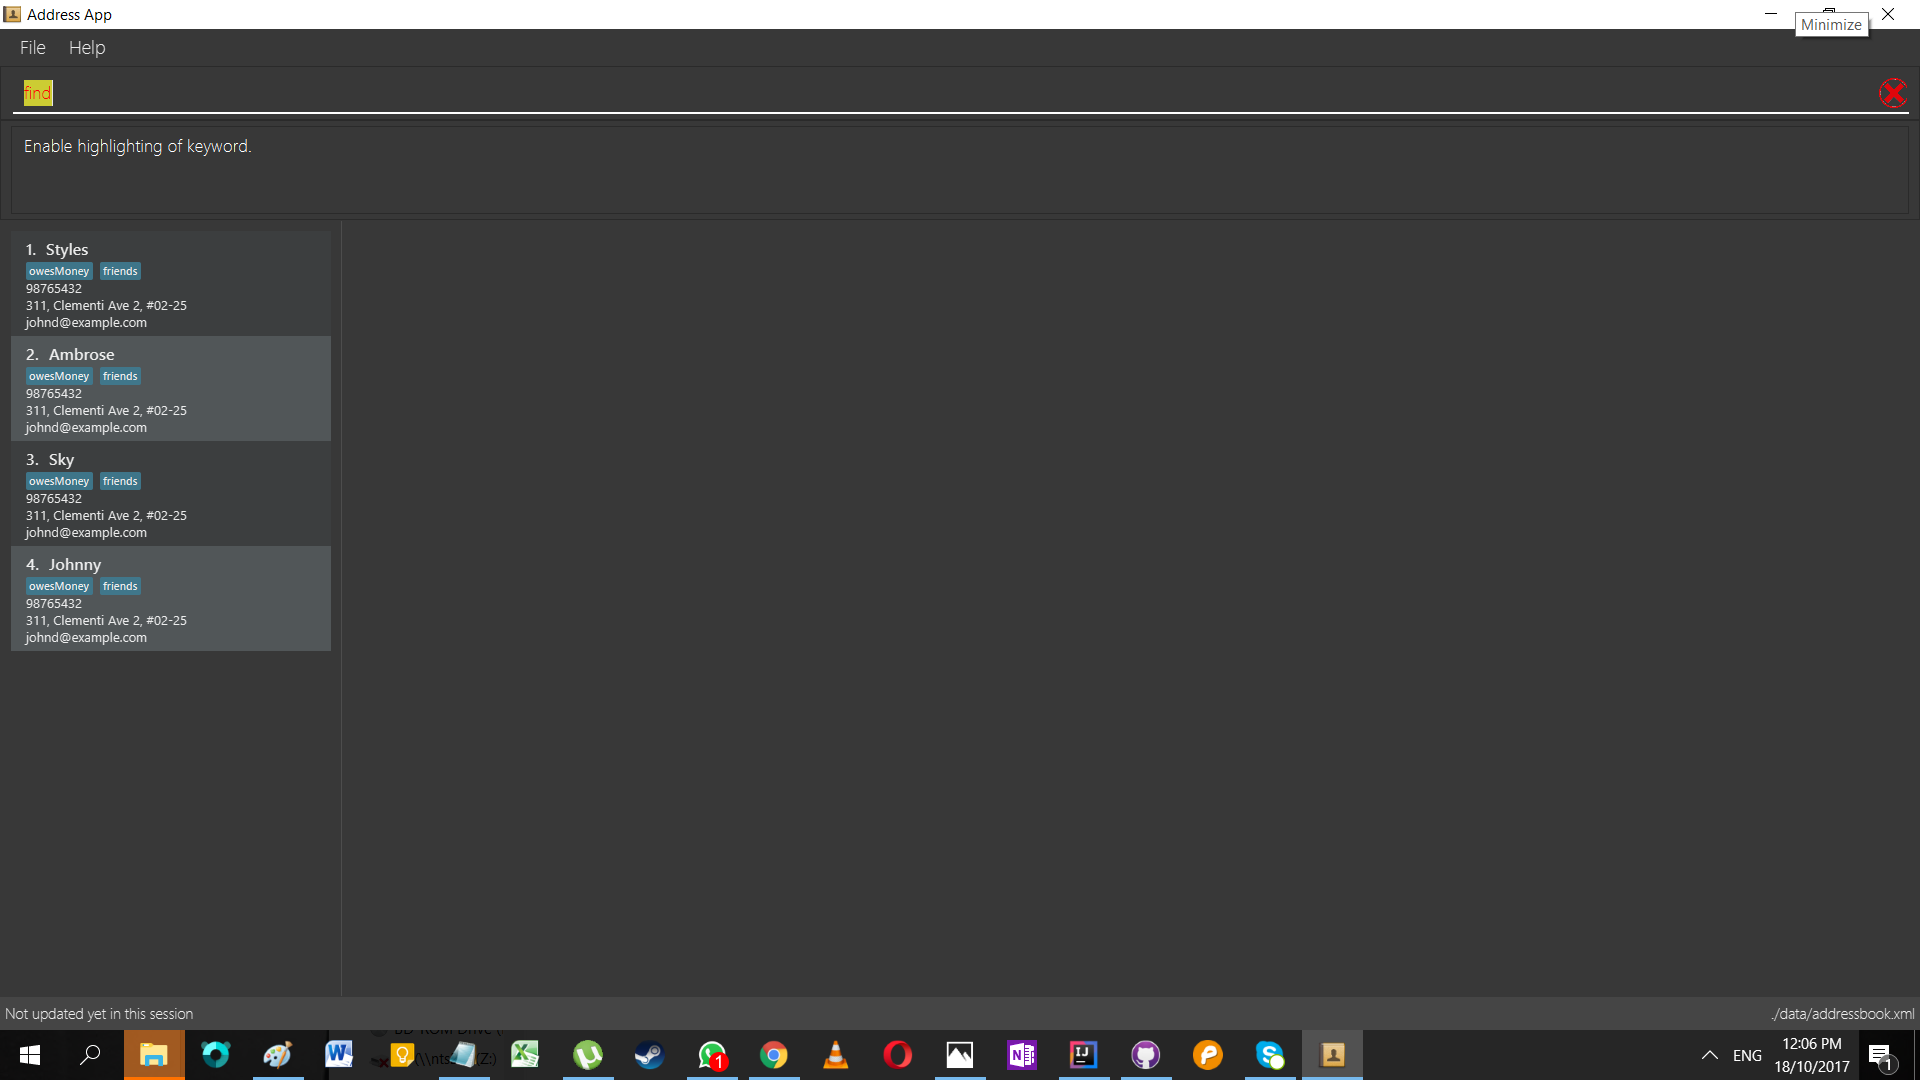 Address App
Minimize
File Help
find
Enable highlighting of keyword.
1. Styles
owesMoney friends
98765432
311, Clementi Ave 2, #02-25
johnd@example.com
2. Ambrose
owesMoney friends
98765432
311, Clementi Ave 2, #02-25
johnd@example.com
3. Sky
owesMoney friends
98765432
311, Clementi Ave 2, #02-25
johnd@example.com
4. Johnny
owesMoney friends
98765432
311, Clementi Ave 2, #02-25
johnd@example.com
Not updated yet in this session
./data/addressbook.xml
(Z:)
1
ENG
12:06 PM
18/10/2017
1